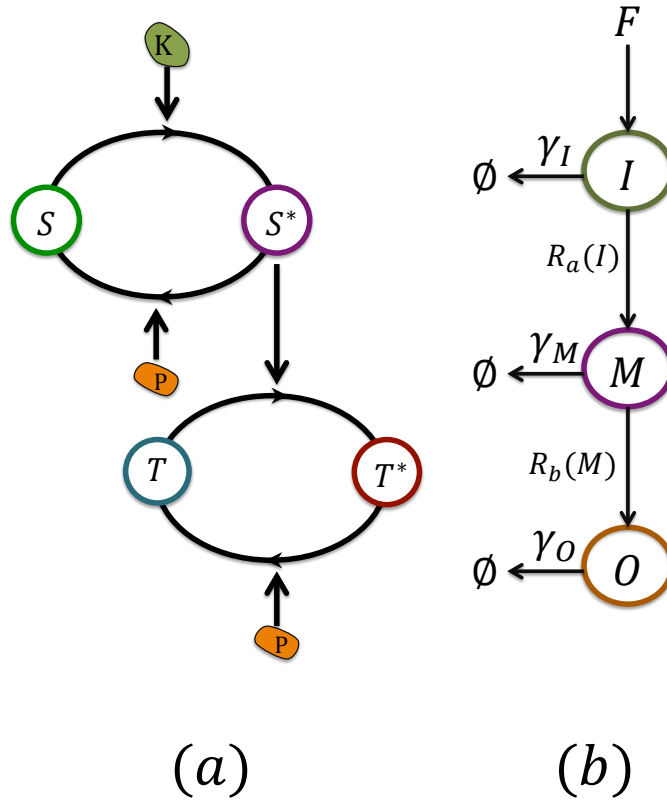 K
S
S*
P
T
T*
P
(a)
F
∅
γ_I
I
R_a(I)
∅
γ_M
M
R_b(M)
∅
γ_O
O
(b)